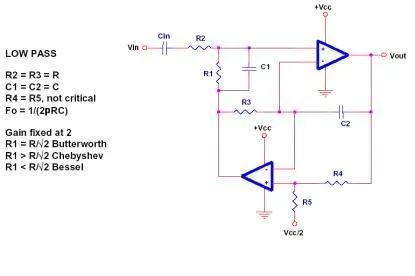 LOW PASS
R2 = R3 = R
C1 = C2 = C
R4 = R5, not critical
Fo = 1/(2pRC)
Gain fixed at 2
R1 = R/√2 Butterworth
R1 > R/√2 Chebyshev
R1 < R/√2 Bessel
+Vcc
Cin
R2
Vin
Vout
R1
C1
R3
C2
+Vcc
R4
R5
Vcc/2